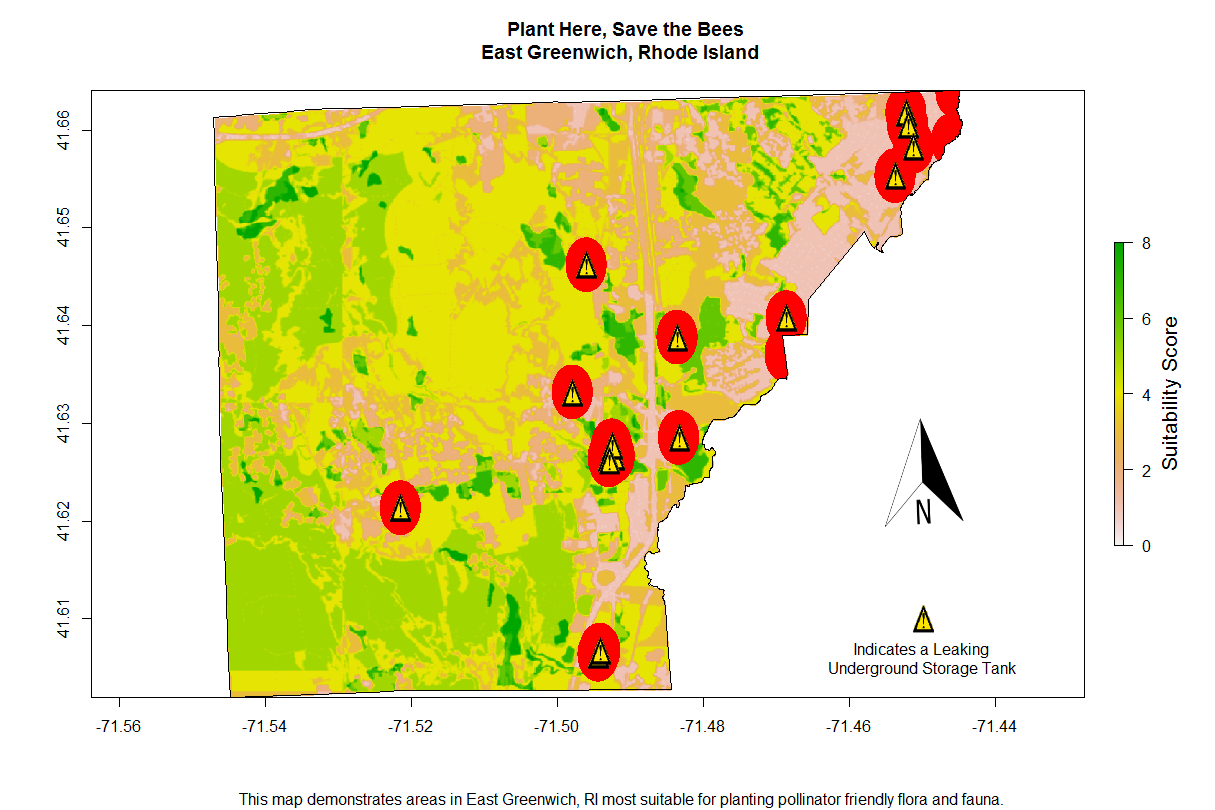 Plant Here, Save the Bees
East Greenwich, Rhode Island
41.66
41.65
41.64
41.63
41.62
41.61
-71.56
-71.54
-71.52
-71.50
-71.48
-71.46
-71.44
N
Indicates a Leaking
Underground Storage Tank
8
6
4
2
0
Suitability Score
This map demonstrates areas in East Greenwich, RI most suitable for planting pollinator friendly flora and fauna.